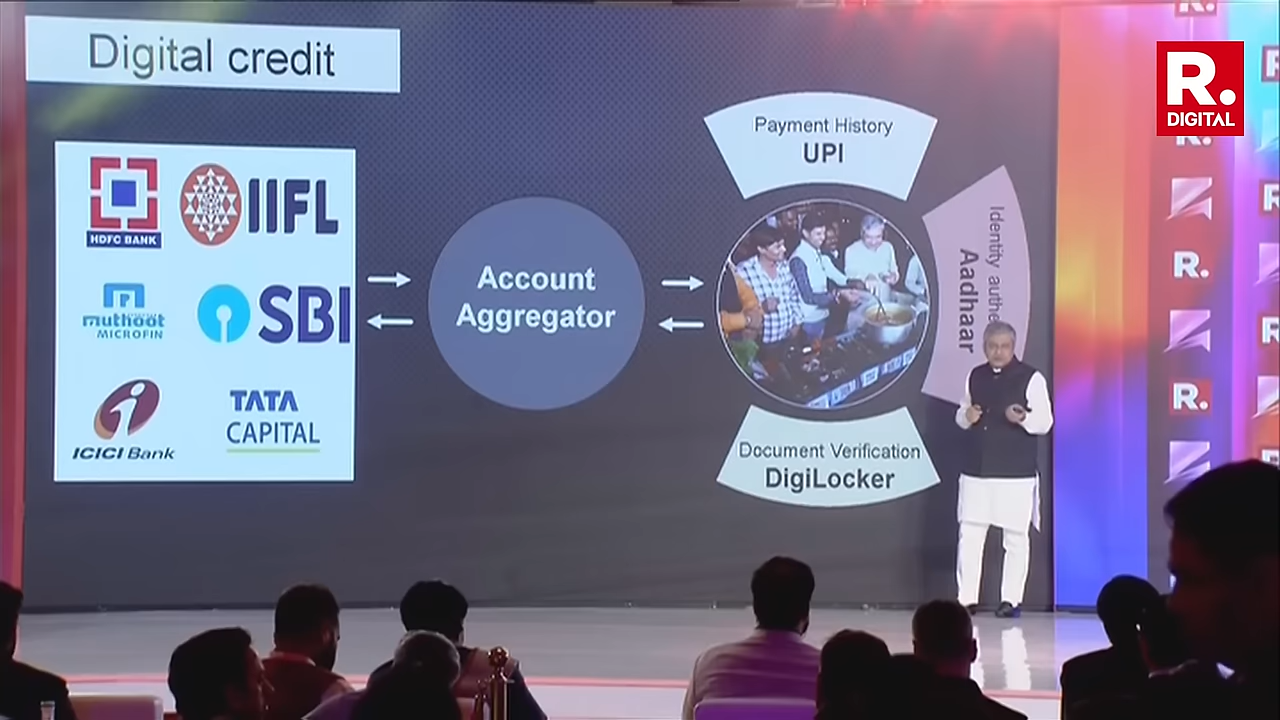 Digital credit
HDFC BANK
IIFL
muthoot
MICROFIN
SBI
ICICI Bank
TATA
CAPITAL
Account
Aggregator
Payment History
UPI
Identity
Aadhaar
Document Verification
DigiLocker
R.
DIGITAL
R.
R.